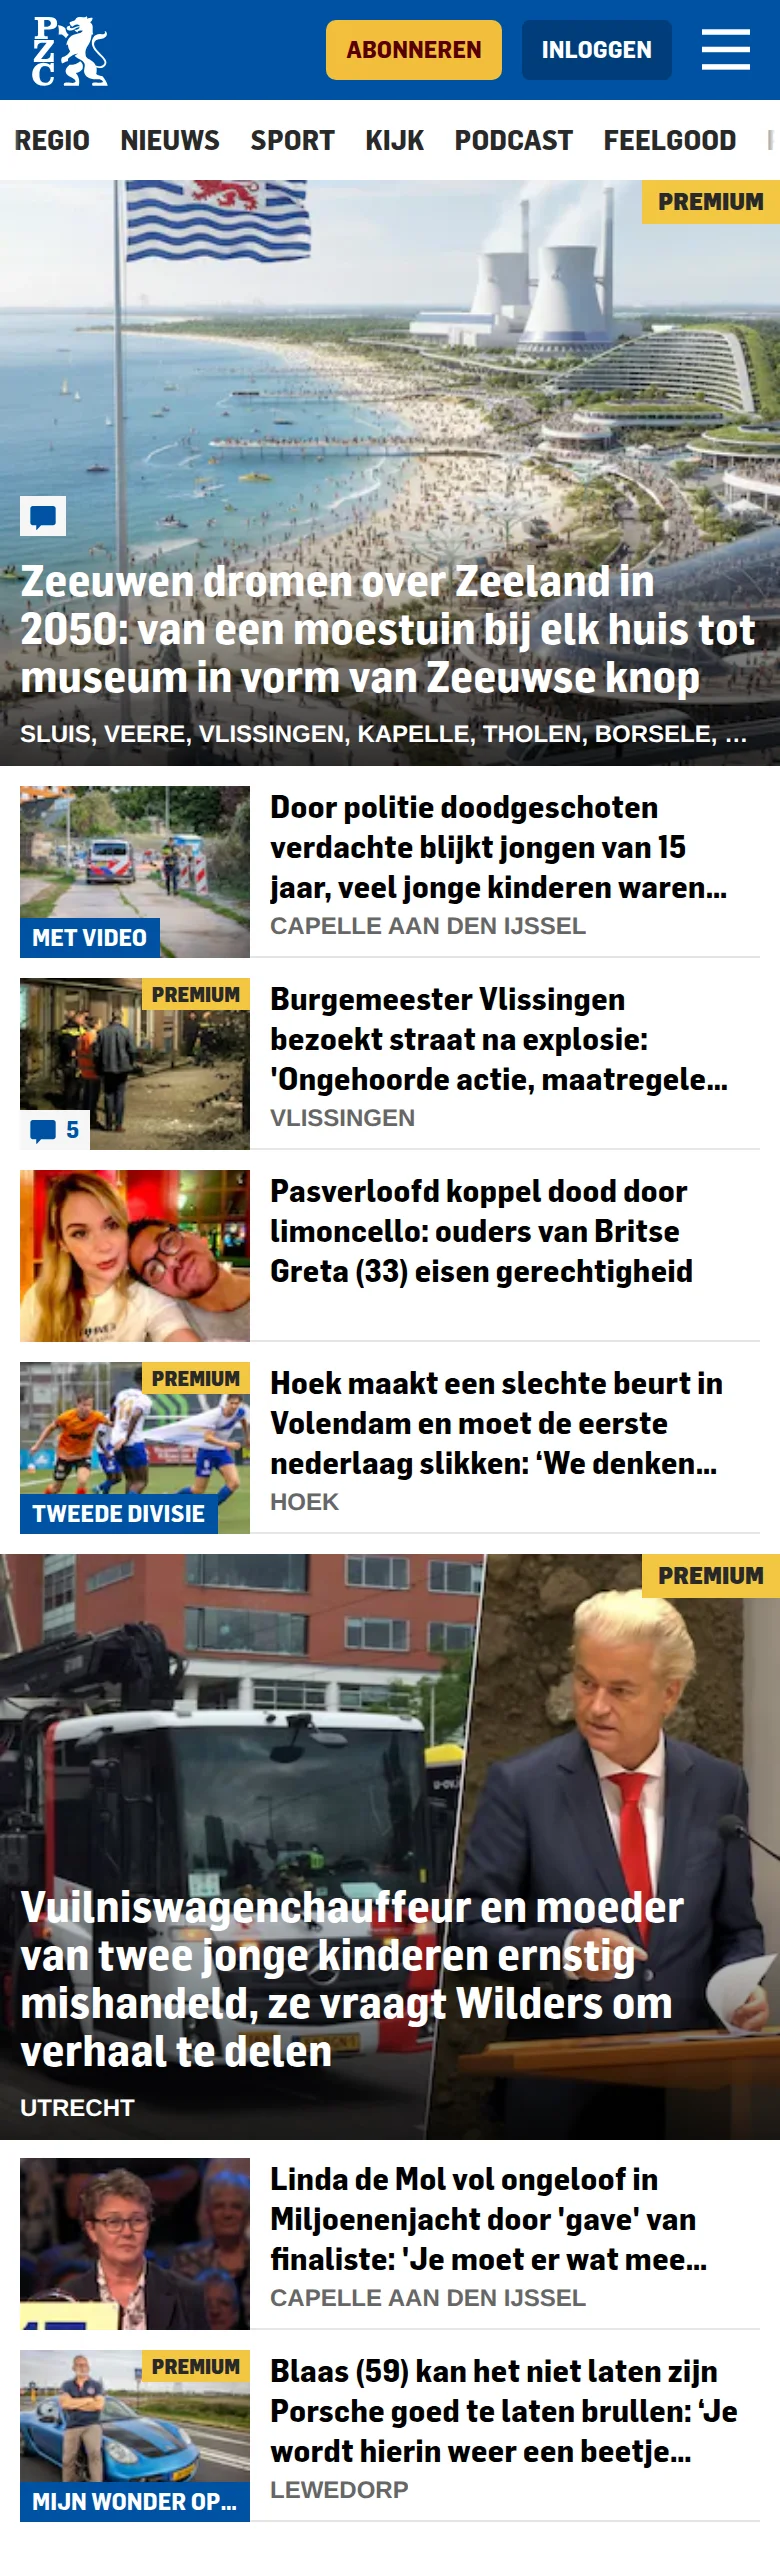 PZC
ABONNEREN
INLOGGEN
REGIO NIEUWS SPORT KIJK PODCAST FEELGOOD
PREMIUM
Zeeuwen dromen over Zeeland in
2050: van een moestuin bij elk huis tot
museum in vorm van Zeeuwse knop
SLUIS, VEERE, VLISSINGEN, KAPELLE, THOLEN, BORSELE, ...
MET VIDEO
Door politie doodgeschoten
verdachte blijkt jongen van 15
jaar, veel jonge kinderen waren...
CAPELLE AAN DEN IJSSEL
PREMIUM
5
Burgemeester Vlissingen
bezoekt straat na explosie:
'Ongehoorde actie, maatregele...
VLISSINGEN
Pasverloofd koppel dood door
limoncello: ouders van Britse
Greta (33) eisen gerechtigheid
PREMIUM
TWEEDE DIVISIE
Hoek maakt een slechte beurt in
Volendam en moet de eerste
nederlaag slikken: ‘We denken...
HOEK
PREMIUM
Vuilniswagenchauffeur en moeder
van twee jonge kinderen ernstig
mishandeld, ze vraagt Wilders om
verhaal te delen
UTRECHT
Linda de Mol vol ongeloof in
Miljoenenjacht door 'gave' van
finaliste: 'Je moet er wat mee...
CAPELLE AAN DEN IJSSEL
PREMIUM
MIJN WONDER OP...
Blaas (59) kan het niet laten zijn
Porsche goed te laten brullen: ‘Je
wordt hierin weer een beetje...
LEWEDORP